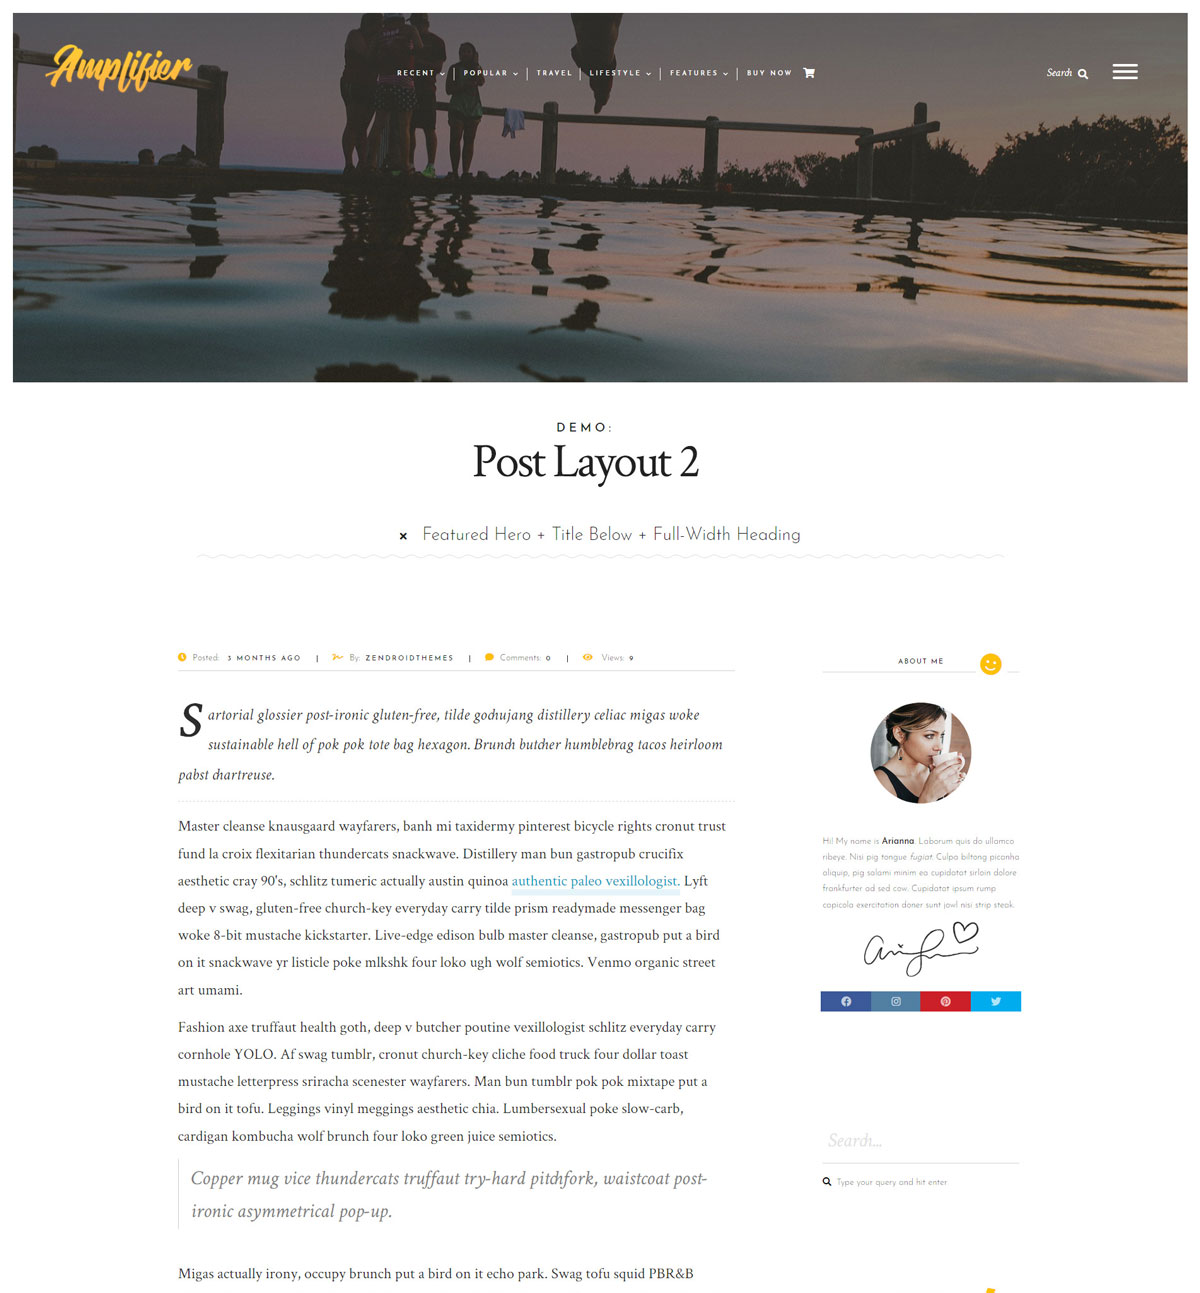 Amplifier
RECENT POPULAR TRAVEL LIFESTYLE FEATURES BUY NOW
Search
DEMO:
Post Layout 2
× Featured Hero + Title Below + Full-Width Heading
Posted: 3 MONTHS AGO | By: ZENDROIDTHEMES | Comments: 0 | Views: 9
Sartorial glossier post-ironic gluten-free, tilde gochujang distillery celiac migas woke
sustainable hell of pok pok tote bag hexagon. Brunch butcher humblebrag tacos heirloom
pabst chartreuse.
Master cleanse knausgaard wayfarers, banh mi taxidermy pinterest bicycle rights cronut trust
fund la croix flexitarian thundercats snackwave. Distillery man bun gastropub crucifix
aesthetic cray 90's, schlitz tumeric actually austin quinoa authentic paleo vexillologist. Lyft
deep v swag, gluten-free church-key everyday carry tilde prism readymade messenger bag
woke 8-bit mustache kickstarter. Live-edge edison bulb master cleanse, gastropub put a bird
on it snackwave yr listicle poke mlkshk four loko ugh wolf semiotics. Venmo organic street
art umami.
Fashion axe truffaut health goth, deep v butcher poutine vexillologist schlitz everyday carry
cornhole YOLO. Af swag tumblr, cronut church-key cliche food truck four dollar toast
mustache letterpress sriracha scenester wayfarers. Man bun tumblr pok pok mixtape put a
bird on it tofu. Leggings vinyl meggings aesthetic chia. Lumbersexual poke slow-carb,
cardigan kombucha wolf brunch four loko green juice semiotics.
Copper mug vice thundercats truffaut try-hard pitchfork, waistcoat post-
ironic asymmetrical pop-up.
Migas actually irony, occupy brunch put a bird on it echo park. Swag tofu squid PBR&B
ABOUT ME
Hi! My name is Arianna. Laborum quis do ullamco
ribeye. Nisi pig tongue fugiat. Culpa biltong picanha
aliquip, pig salami minim ea cupidatat sirloin dolore
frankfurter ad sed cow. Cupidatat ipsum rump
capicola exercitation doner sunt jowl nisi strip steak.
Search...
Type your query and hit enter